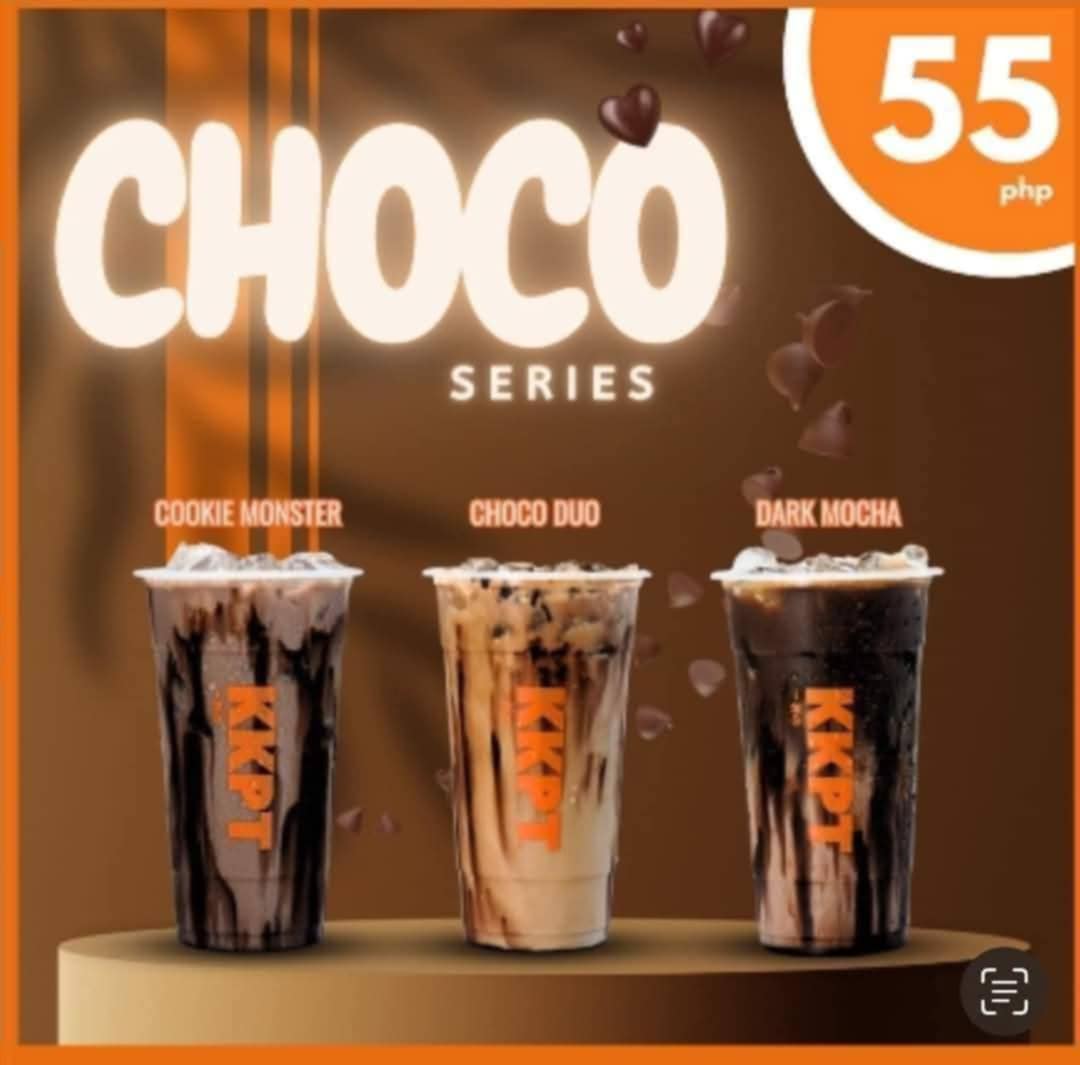 55
php
CHOCO
SERIES
COOKIE MONSTER
CHOCO DUO
DARK MOCHA
KKPT
KKPT
KKPT